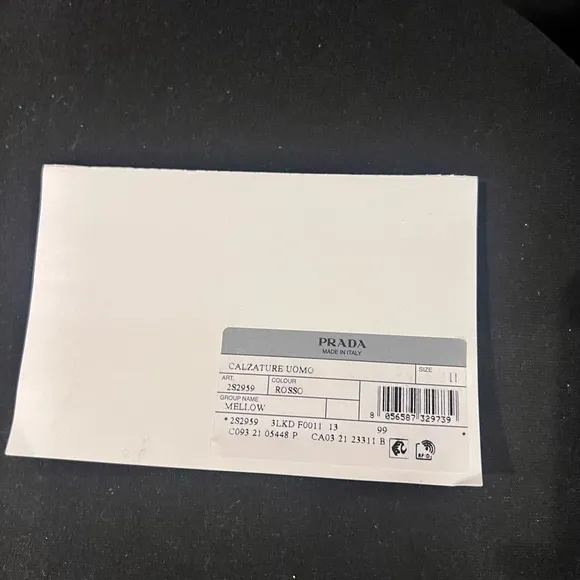 PRADA
MADE IN ITALY
CALZATURE UOMO
SIZE 11
ART. COLOUR
2S2959 ROSSO
GROUP NAME
MELLOW
8 056587 329739
*2S2959 3LKD F0011 13 99 *
C093 21 05448 P CA03 21 23311 B
RFID